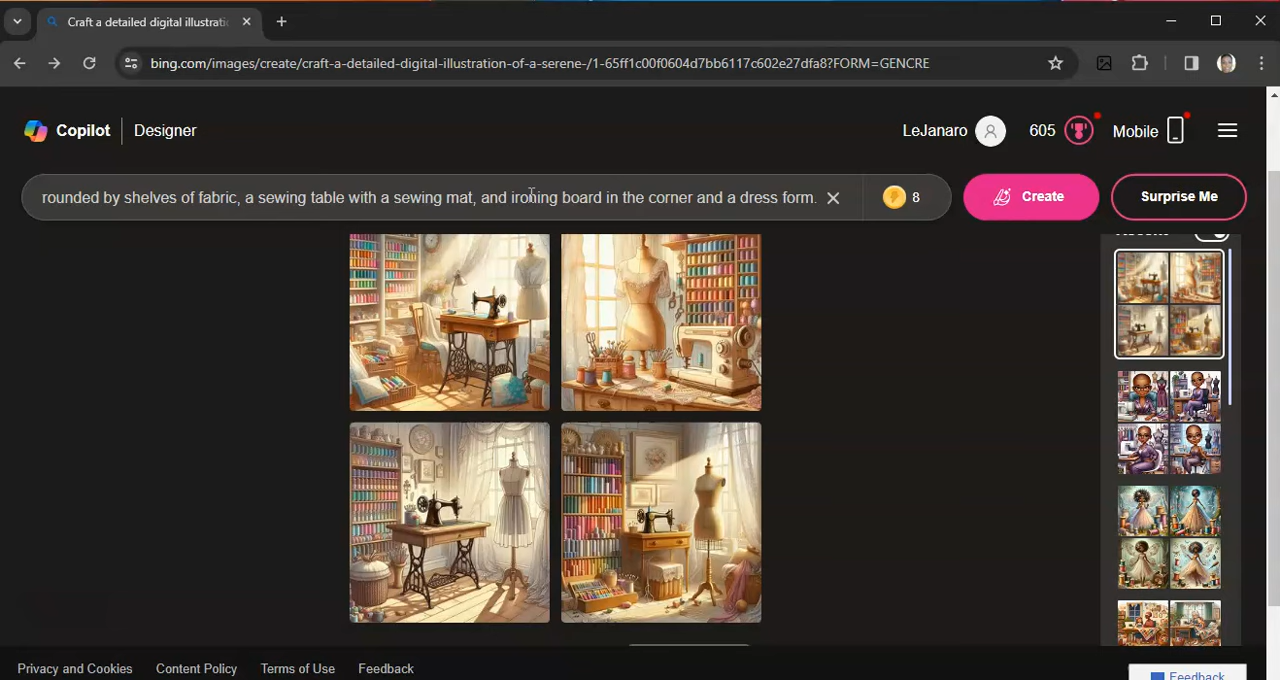 Craft a detailed digital illustratic
bing.com/images/create/craft-a-detailed-digital-illustration-of-a-serene-/1-65ff1c00f0604d7bb6117c602e27dfa8?FORM=GENCRE
Copilot Designer LeJanaro 605 Mobile
rounded by shelves of fabric, a sewing table with a sewing mat, and ironing board in the corner and a dress form. 8 Create Surprise Me
Privacy and Cookies Content Policy Terms of Use Feedback
Feedback